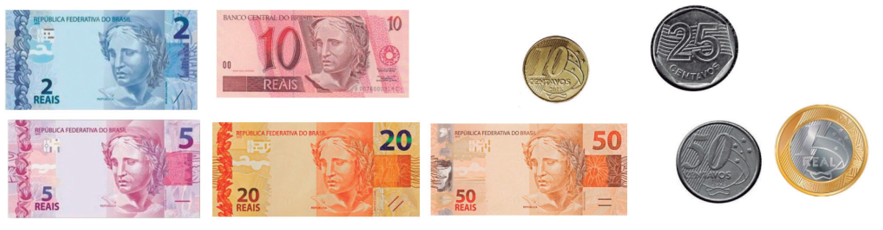 REPÚBLICA FEDERATIVA DO BRASIL
2
2
REAIS
BANCO CENTRAL DO BRASIL
10
10
REAIS
10
CENTAVOS
25
CENTAVOS
REPÚBLICA FEDERATIVA DO BRASIL
5
5
REAIS
REPÚBLICA FEDERATIVA DO BRASIL
20
20
REAIS
REPÚBLICA FEDERATIVA DO BRASIL
50
50
REAIS
50
CENTAVOS
1
REAL